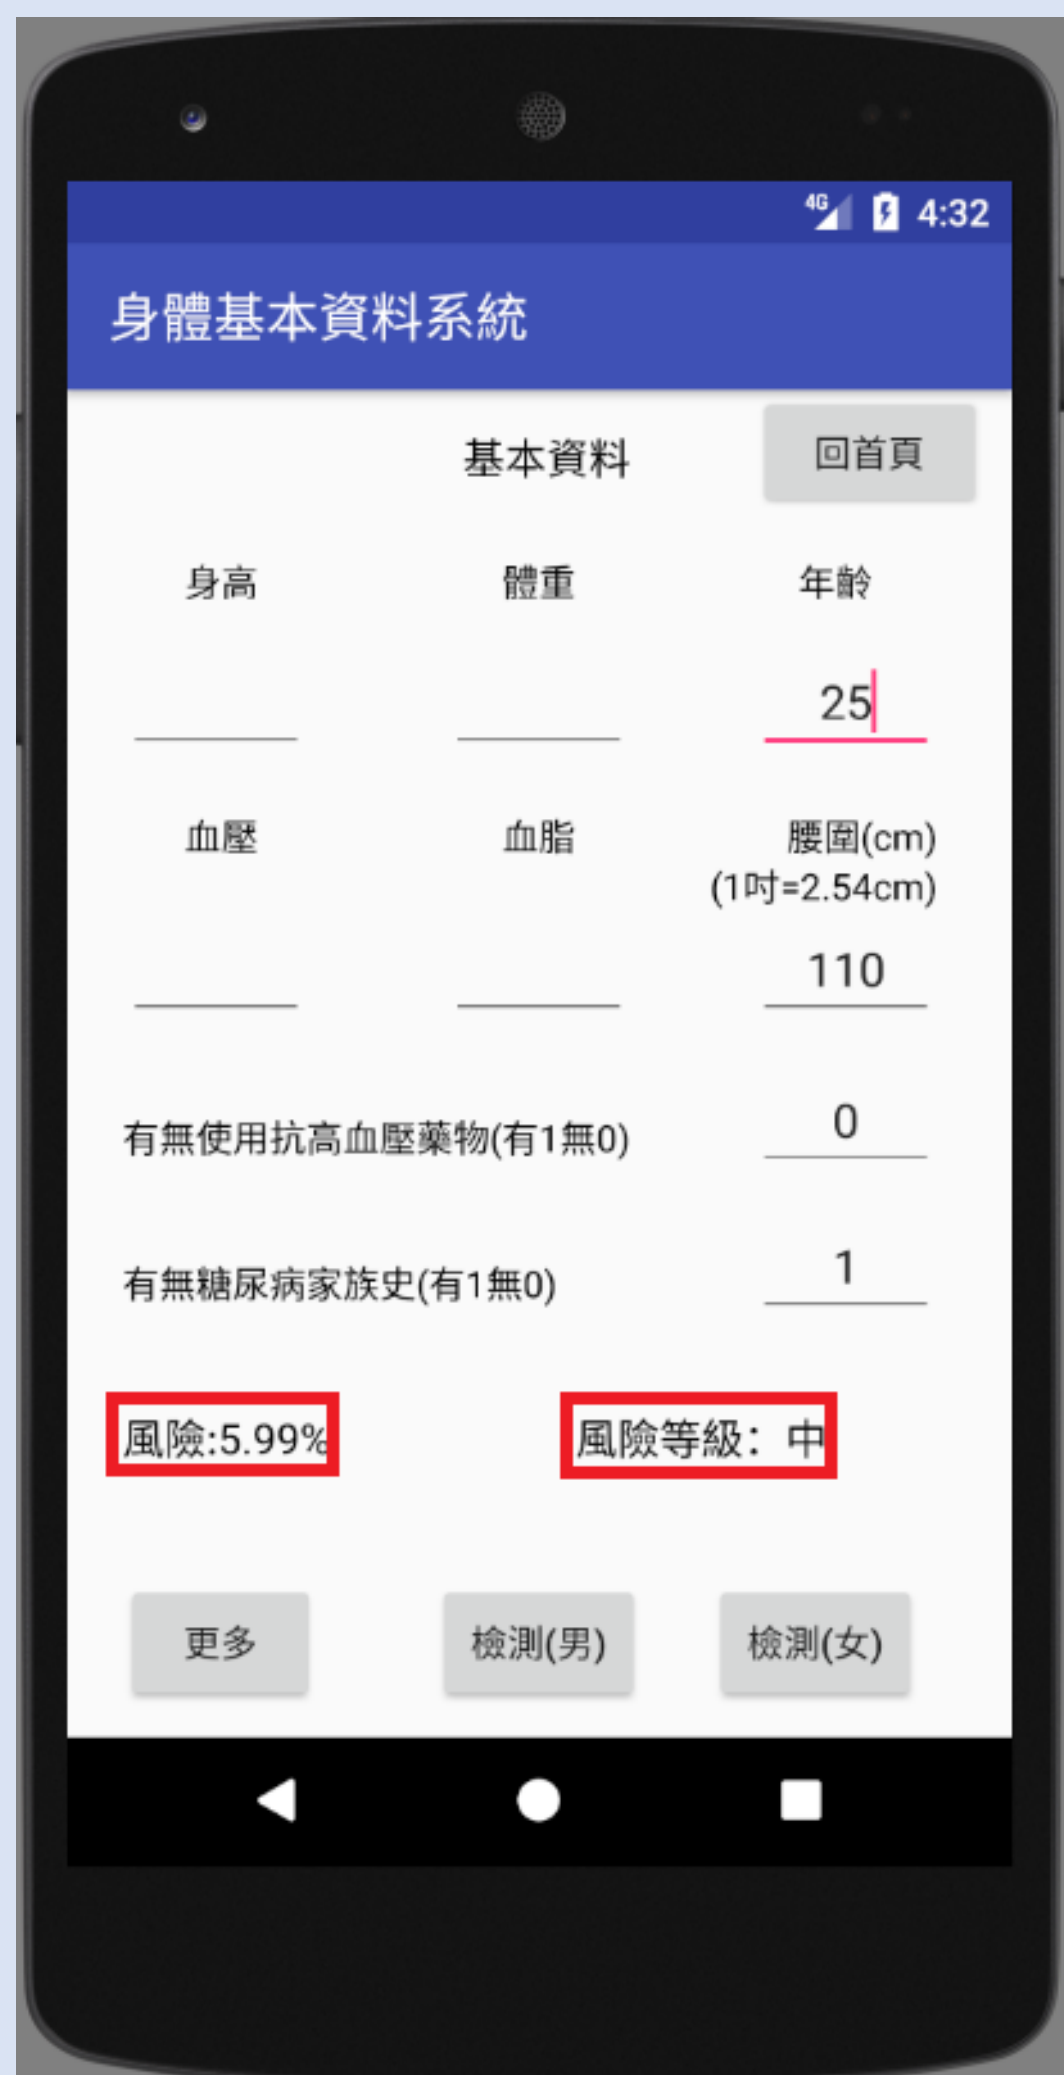 4G 4:32
身體基本資料系統
基本資料 回首頁
身高 體重 年齡
25
血壓 血脂 腰圍(cm)
(1吋=2.54cm)
110
有無使用抗高血壓藥物(有1無0) 0
有無糖尿病家族史(有1無0) 1
風險:5.99% 風險等級：中
更多 檢測(男) 檢測(女)